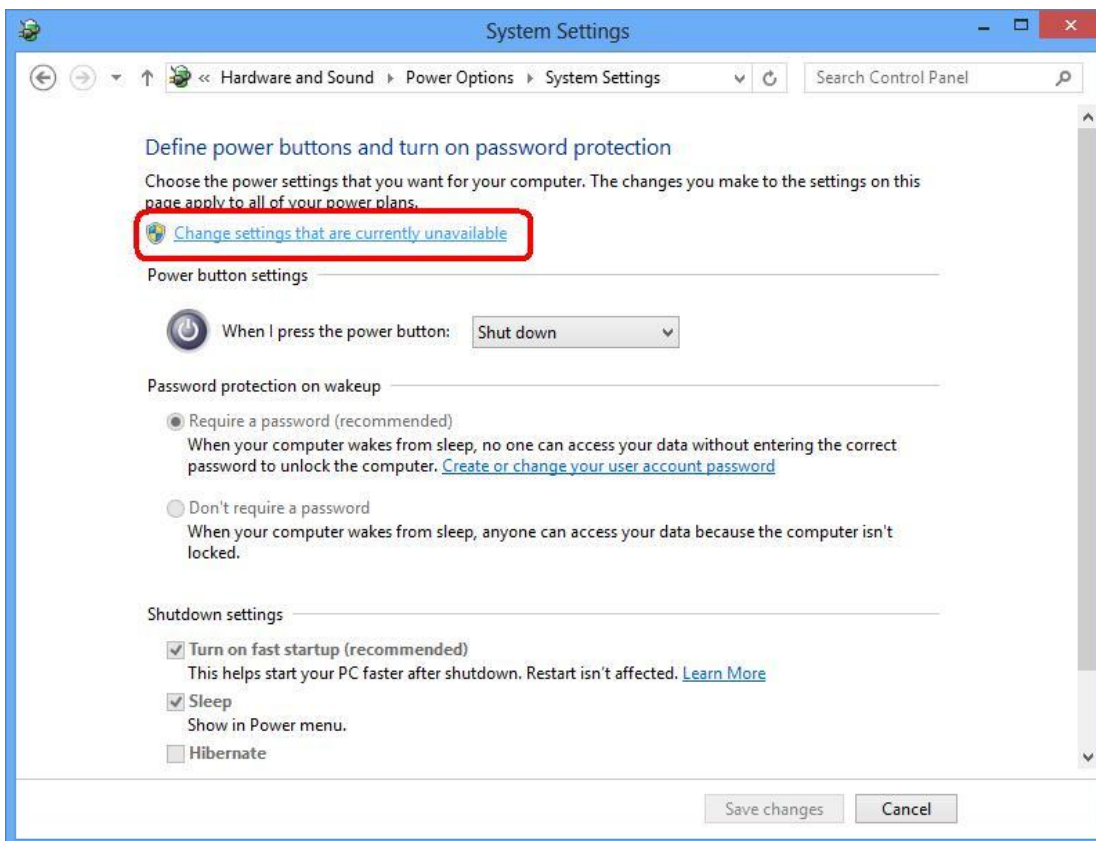 System Settings
« Hardware and Sound ▸ Power Options ▸ System Settings
Search Control Panel
Define power buttons and turn on password protection
Choose the power settings that you want for your computer. The changes you make to the settings on this
page apply to all of your power plans.
Change settings that are currently unavailable
Power button settings
When I press the power button:
Shut down
Password protection on wakeup
Require a password (recommended)
When your computer wakes from sleep, no one can access your data without entering the correct
password to unlock the computer. Create or change your user account password
Don't require a password
When your computer wakes from sleep, anyone can access your data because the computer isn't
locked.
Shutdown settings
Turn on fast startup (recommended)
This helps start your PC faster after shutdown. Restart isn't affected. Learn More
Sleep
Show in Power menu.
Hibernate
Save changes
Cancel